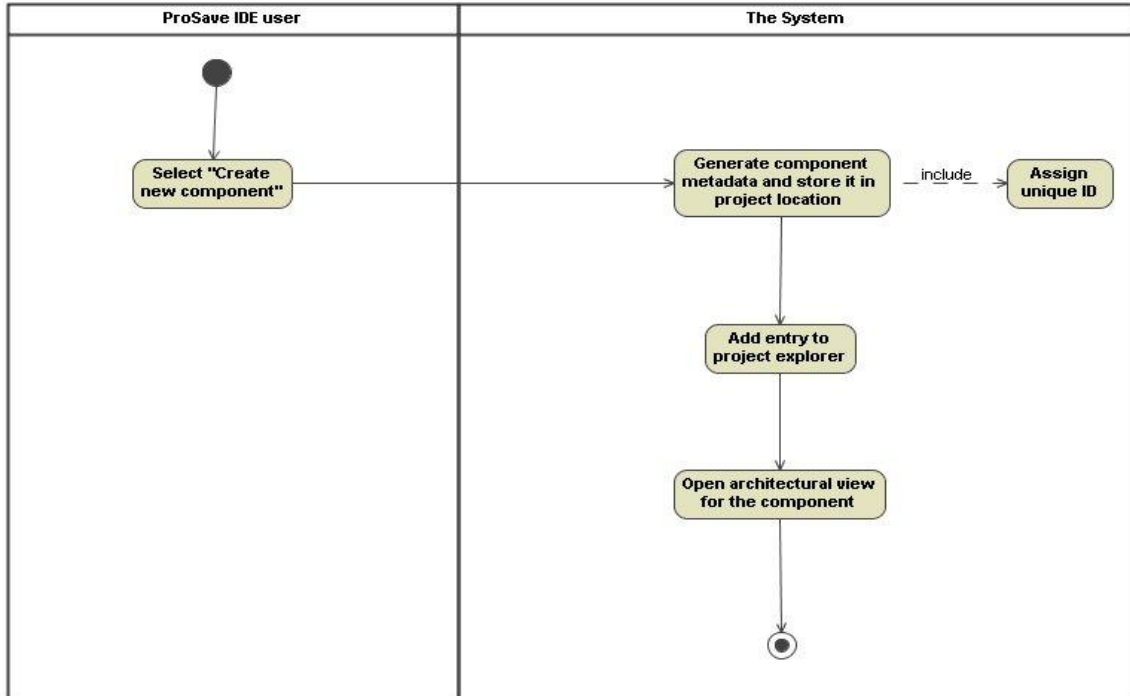 ProSave IDE user
The System
Select "Create
new component"
Generate component
metadata and store it in
project location
include
Assign
unique ID
Add entry to
project explorer
Open architectural view
for the component